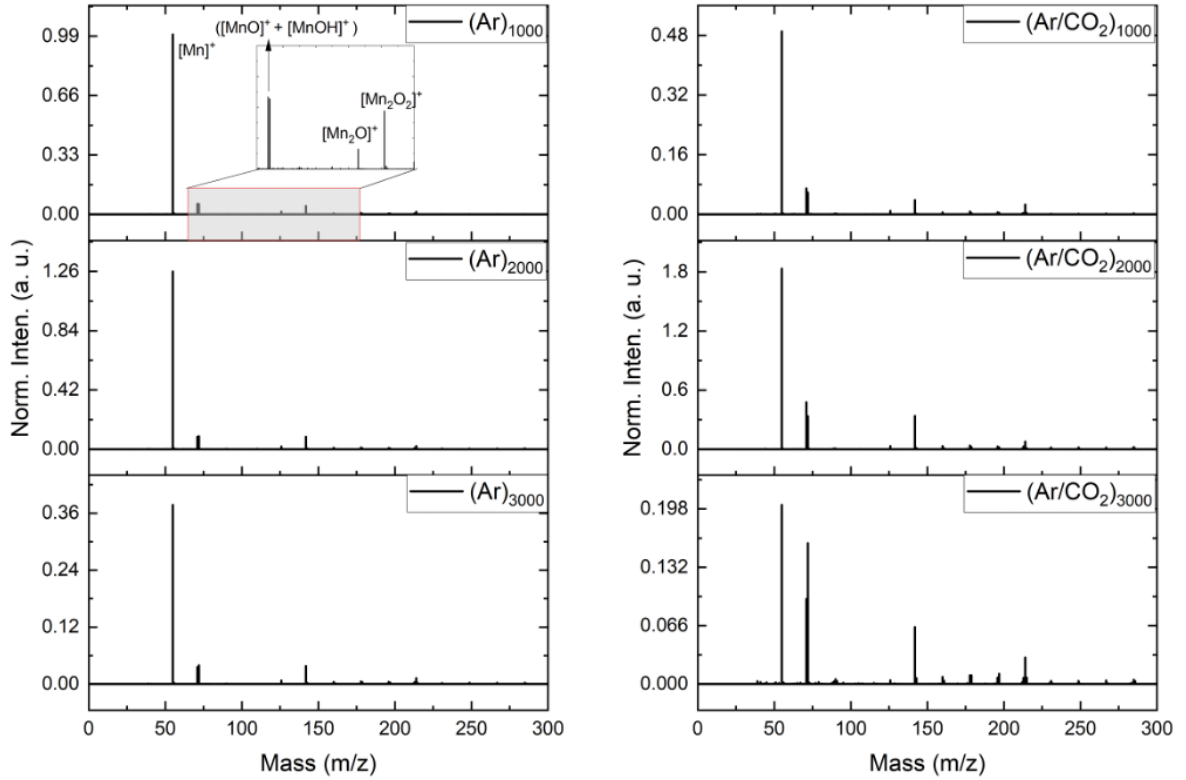 ([MnO]⁺ + [MnOH]⁺ )
(Ar)₁₀₀₀
[Mn]⁺
[Mn₂O₂]⁺
[Mn₂O]⁺
0.99
0.66
0.33
0.00
(Ar)₂₀₀₀
1.26
0.84
0.42
0.00
(Ar)₃₀₀₀
0.36
0.24
0.12
0.00
0 50 100 150 200 250 300
Mass (m/z)
Norm. Inten. (a. u.)
(Ar/CO₂)₁₀₀₀
0.48
0.32
0.16
0.00
(Ar/CO₂)₂₀₀₀
1.8
1.2
0.6
0.0
(Ar/CO₂)₃₀₀₀
0.198
0.132
0.066
0.000
0 50 100 150 200 250 300
Mass (m/z)
Norm. Inten. (a. u.)